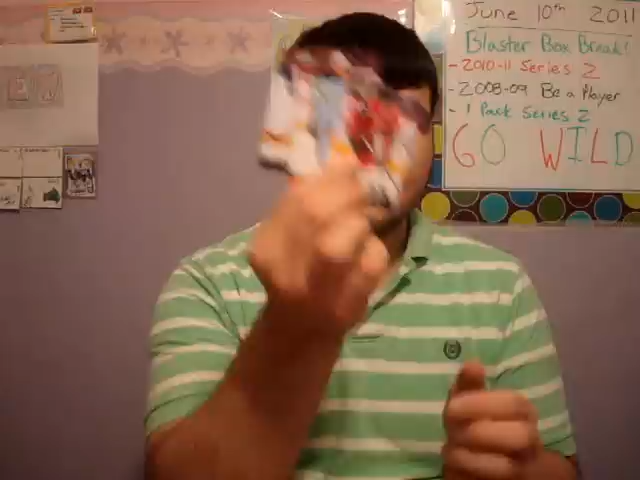 June 10th 2011
Blaster Box Break!
- 2010-11 Series 2
- 2008-09 Be a Player
- 1 Pack Series 2
GO WILD